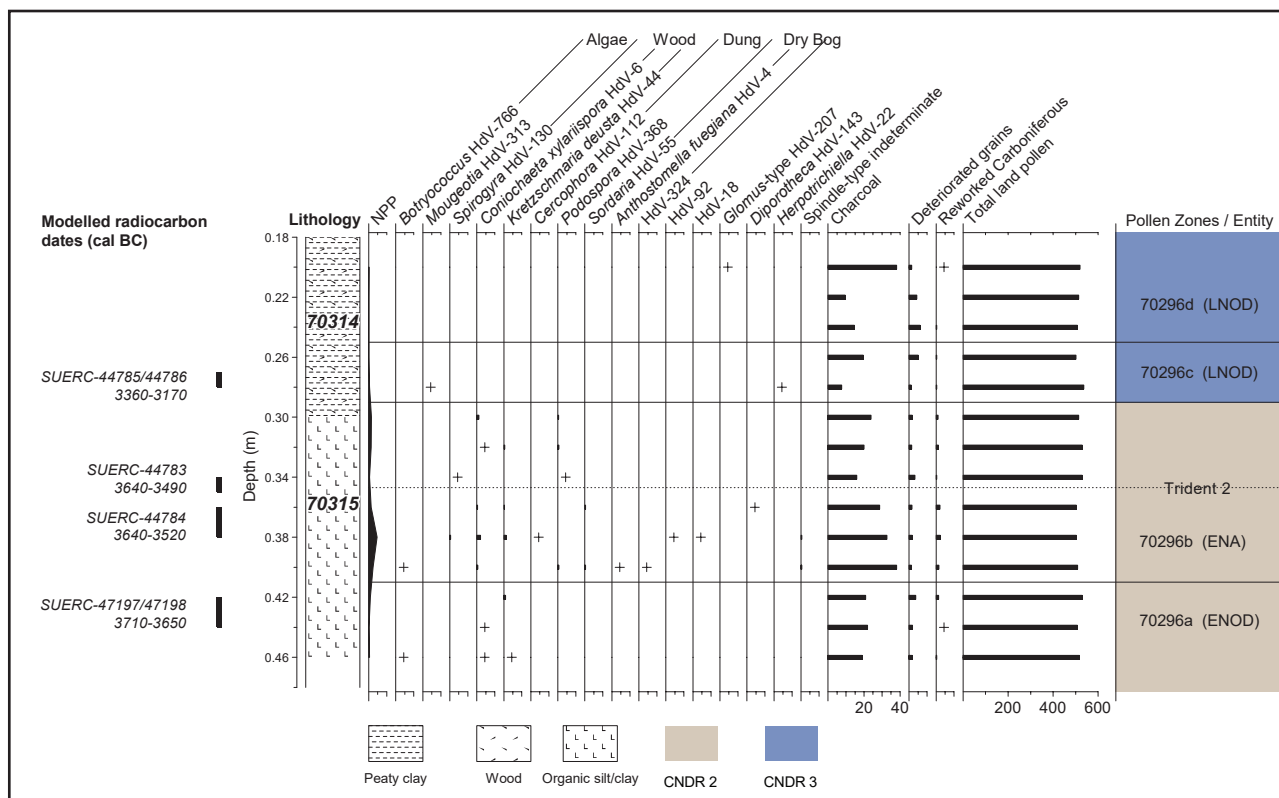 Algae
Wood
Dung
Dry Bog
NPP
Botryococcus HdV-766
Mougeotia HdV-313
Spirogyra HdV-130
Coniochaeta xylariispora HdV-6
Kretzschmaria deusta HdV-44
Cercophora HdV-112
Podospora HdV-368
Sordaria HdV-55
Anthostomella fuegiana HdV-4
HdV-324
HdV-92
HdV-18
Glomus-type HdV-207
Diporotheca HdV-143
Herpotrichiella HdV-22
Spindle-type indeterminate
Charcoal
Deteriorated grains
Reworked Carboniferous
Total land pollen
Modelled radiocarbon
dates (cal BC)
Lithology
Pollen Zones / Entity
Depth (m)
0.18
0.22
0.26
0.30
0.34
0.38
0.42
0.46
70314
70315
SUERC-44785/44786
3360-3170
SUERC-44783
3640-3490
SUERC-44784
3640-3520
SUERC-47197/47198
3710-3650
70296d (LNOD)
70296c (LNOD)
Trident 2
70296b (ENA)
70296a (ENOD)
20 40
200 400 600
Peaty clay
Wood
Organic silt/clay
CNDR 2
CNDR 3